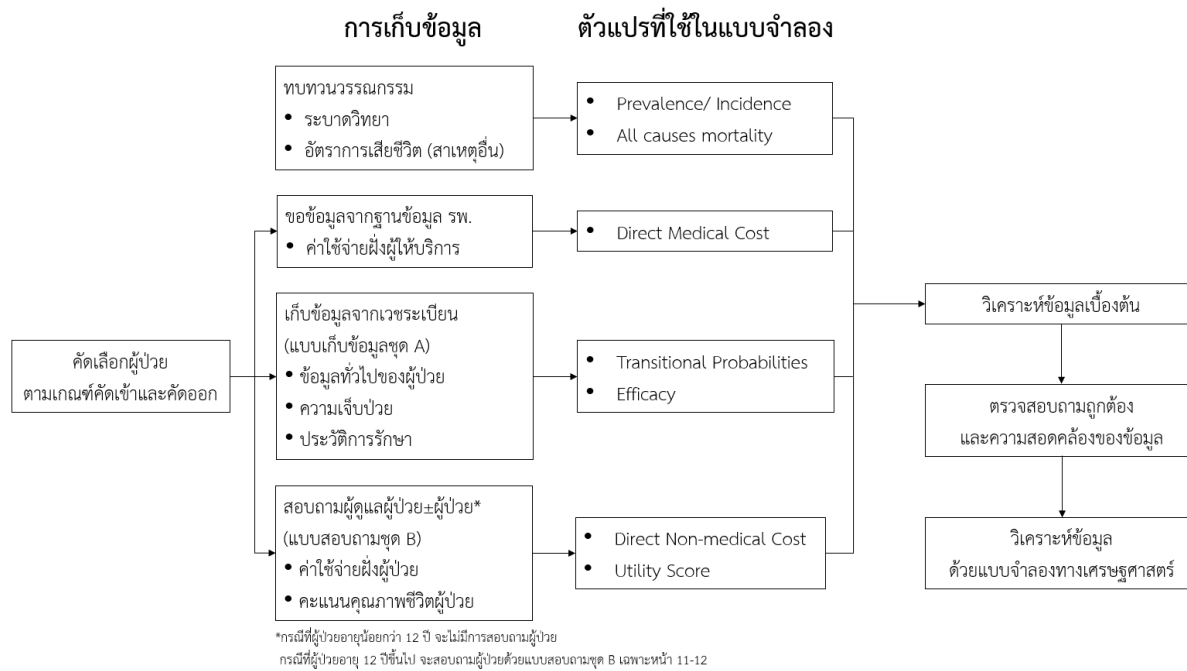 การเก็บข้อมูล
ตัวแปรที่ใช้ในแบบจำลอง
ทบทวนวรรณกรรม
• ระบาดวิทยา
• อัตราการเสียชีวิต (สาเหตุอื่น)
• Prevalence/ Incidence
• All causes mortality
ขอข้อมูลจากฐานข้อมูล รพ.
• ค่าใช้จ่ายฝั่งผู้ให้บริการ
• Direct Medical Cost
คัดเลือกผู้ป่วย
ตามเกณฑ์คัดเข้าและคัดออก
เก็บข้อมูลจากเวชระเบียน
(แบบเก็บข้อมูลชุด A)
• ข้อมูลทั่วไปของผู้ป่วย
• ความเจ็บป่วย
• ประวัติการรักษา
• Transitional Probabilities
• Efficacy
สอบถามผู้ดูแลผู้ป่วย±ผู้ป่วย*
(แบบสอบถามชุด B)
• ค่าใช้จ่ายฝั่งผู้ป่วย
• คะแนนคุณภาพชีวิตผู้ป่วย
• Direct Non-medical Cost
• Utility Score
วิเคราะห์ข้อมูลเบื้องต้น
ตรวจสอบถามถูกต้อง
และความสอดคล้องของข้อมูล
วิเคราะห์ข้อมูล
ด้วยแบบจำลองทางเศรษฐศาสตร์
*กรณีที่ผู้ป่วยอายุน้อยกว่า 12 ปี จะไม่มีการสอบถามผู้ป่วย
กรณีที่ผู้ป่วยอายุ 12 ปีขึ้นไป จะสอบถามผู้ป่วยด้วยแบบสอบถามชุด B เฉพาะหน้า 11-12